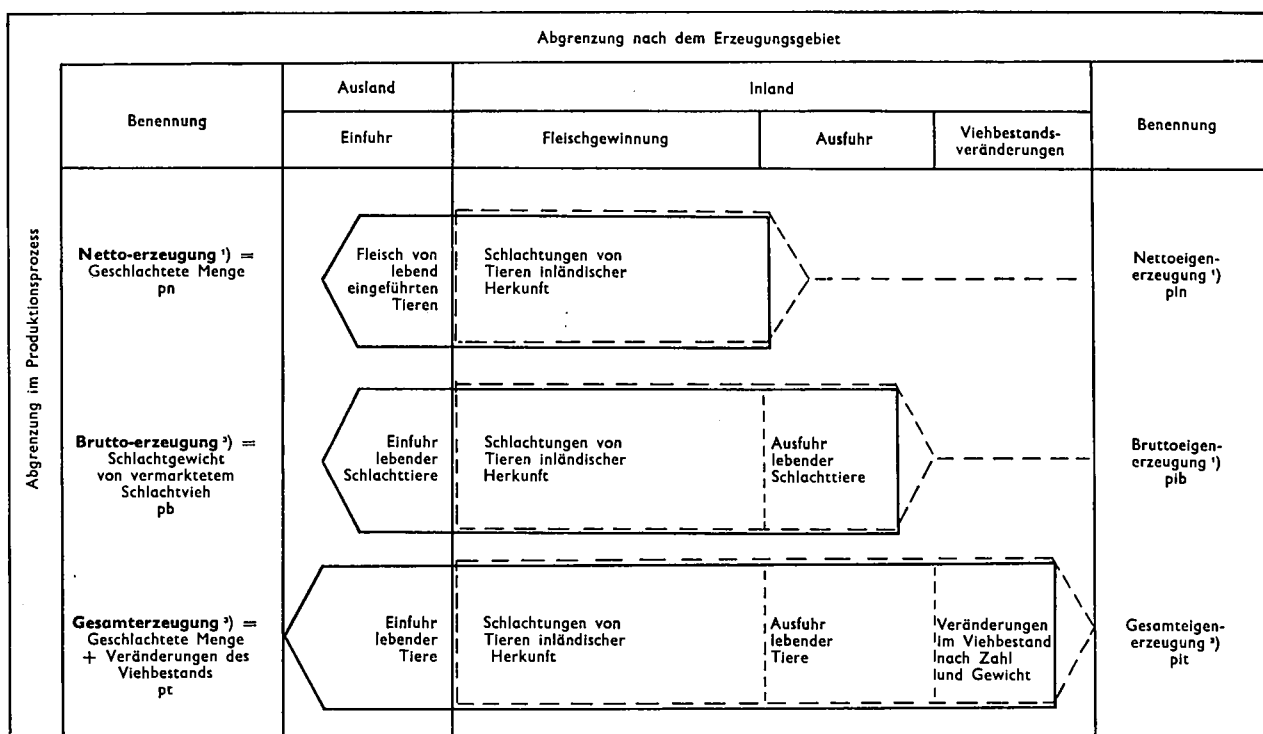 Abgrenzung nach dem Erzeugungsgebiet
Abgrenzung im Produktionsprozess
Benennung
Ausland
Inland
Benennung
Einfuhr
Fleischgewinnung
Ausfuhr
Viehbestands-
veränderungen
Netto-erzeugung ¹) =
Geschlachtete Menge
pn
Fleisch von
lebend
eingeführten
Tieren
Schlachtungen von
Tieren inländischer
Herkunft
Nettoeigen-
erzeugung ¹)
pin
Brutto-erzeugung ³) =
Schlachtgewicht
von vermarktetem
Schlachtvieh
pb
Einfuhr
lebender
Schlachttiere
Schlachtungen von
Tieren inländischer
Herkunft
Ausfuhr
lebender
Schlachttiere
Bruttoeigen-
erzeugung ¹)
pib
Gesamterzeugung ³) =
Geschlachtete Menge
+ Veränderungen des
Viehbestands
pt
Einfuhr
lebender
Tiere
Schlachtungen von
Tieren inländischer
Herkunft
Ausfuhr
lebender
Tiere
Veränderungen
im Viehbestand
nach Zahl
und Gewicht
Gesamteigen-
erzeugung ³)
pit